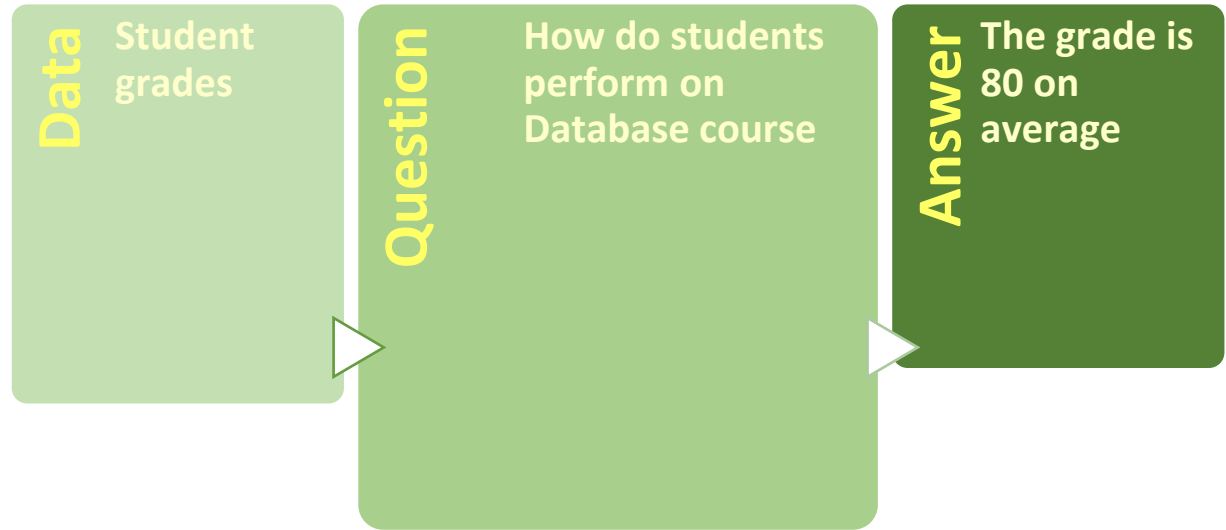 Data
Student
grades
Question
How do students
perform on
Database course
Answer
The grade is
80 on
average